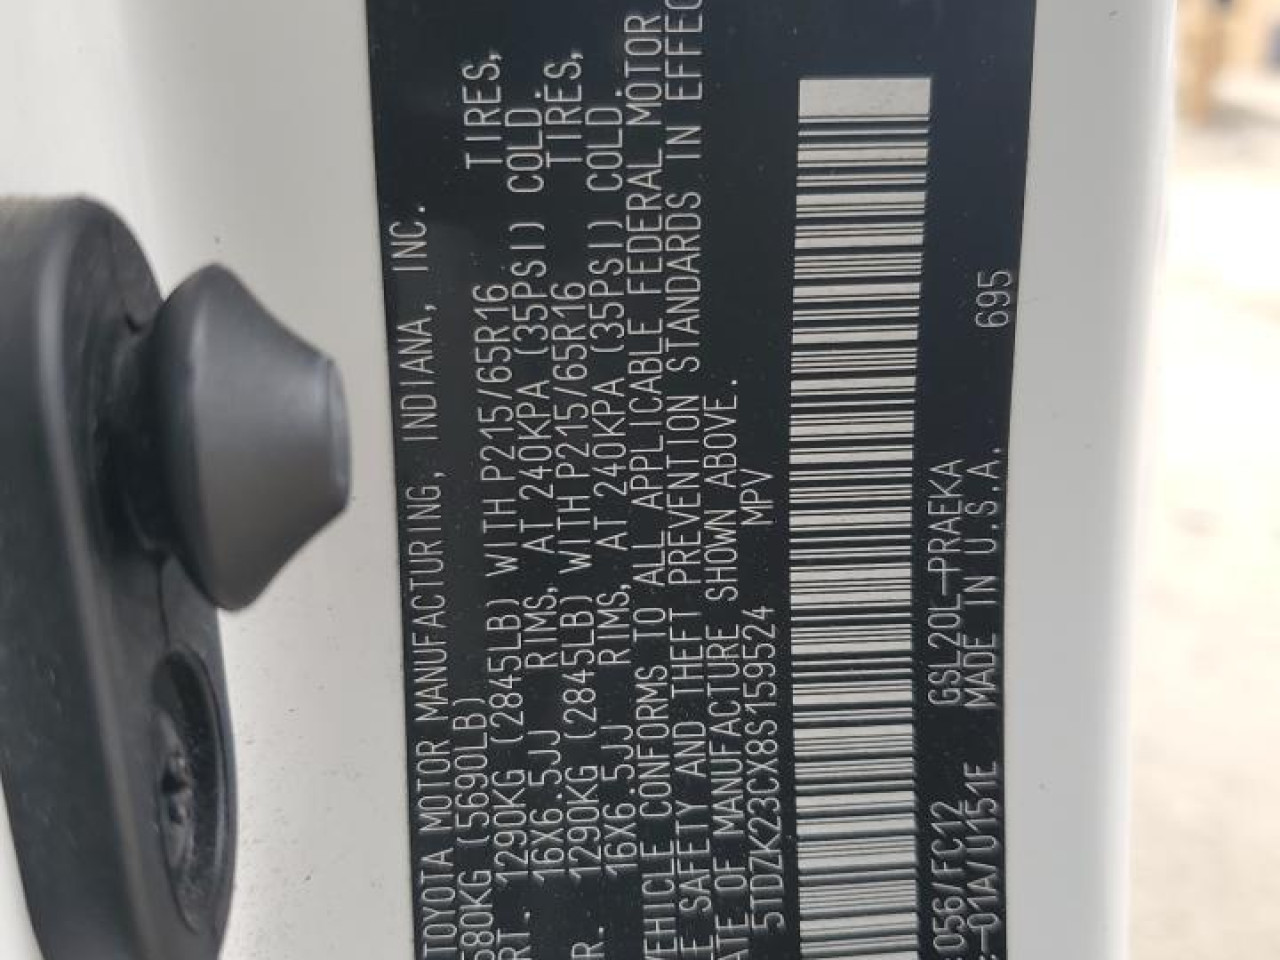 TOYOTA MOTOR MANUFACTURING, INDIANA, INC.
580KG (5690LB)
RT. 1290KG (2845LB) WITH P215/65R16 TIRES,
16X6.5JJ RIMS, AT 240KPA (35PSI) COLD.
R. 1290KG (2845LB) WITH P215/65R16 TIRES,
16X6.5JJ RIMS, AT 240KPA (35PSI) COLD.
VEHICLE CONFORMS TO ALL APPLICABLE FEDERAL MOTOR
LE SAFETY AND THEFT PREVENTION STANDARDS IN EFFEC
ATE OF MANUFACTURE SHOWN ABOVE.
5TDZK23CX8S159524 MPV
056/FC12 GSL20L-PRAEKA
-01A/U151E MADE IN U.S.A. 695